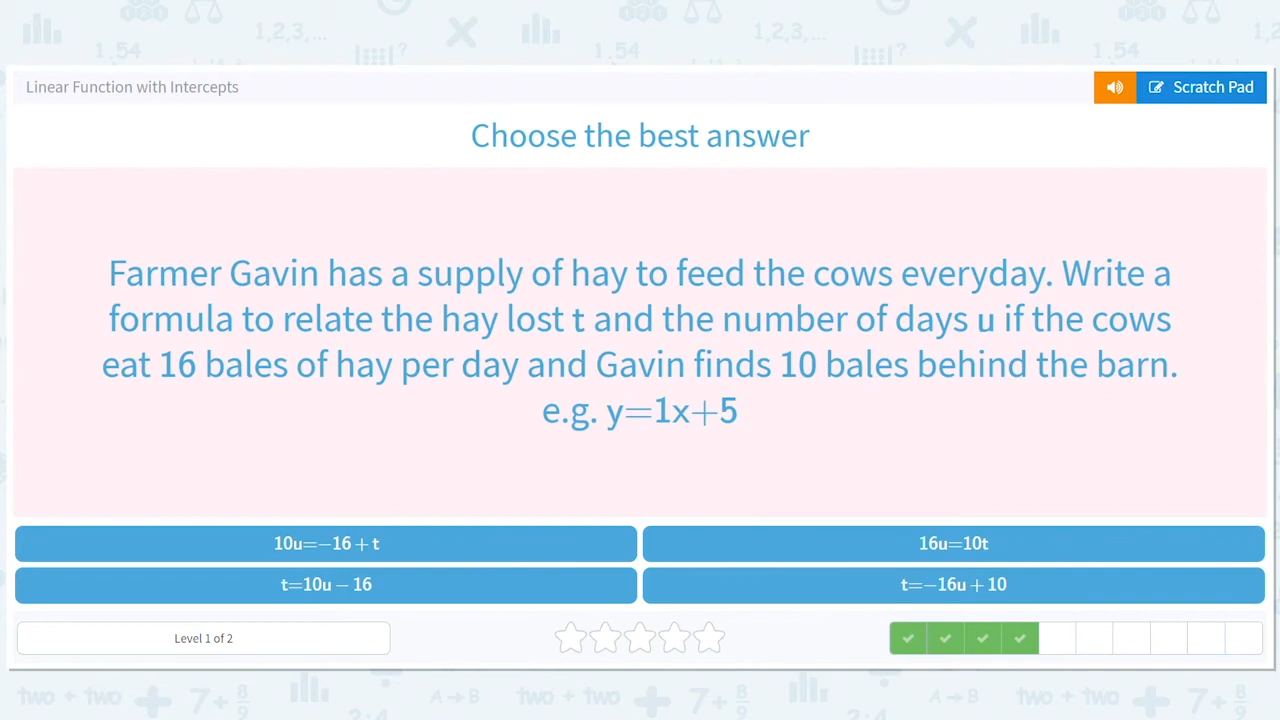 Linear Function with Intercepts
Scratch Pad
Choose the best answer
Farmer Gavin has a supply of hay to feed the cows everyday. Write a
formula to relate the hay lost t and the number of days u if the cows
eat 16 bales of hay per day and Gavin finds 10 bales behind the barn.
e.g. y=1x+5
10u=−16+t
16u=10t
t=10u−16
t=−16u+10
Level 1 of 2